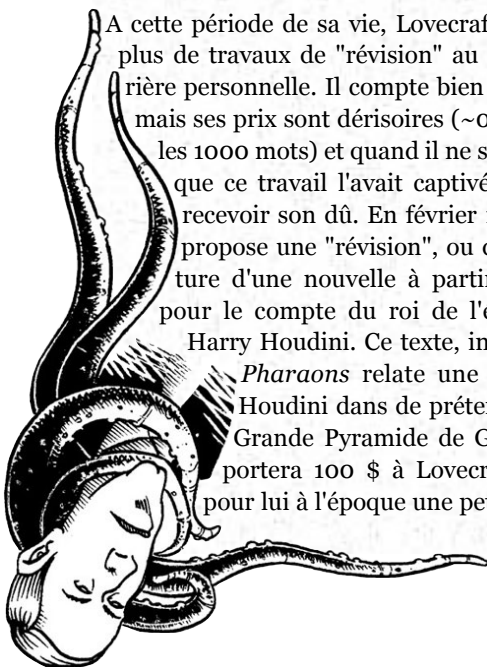 A cette période de sa vie, Lovecraf
plus de travaux de "révision" au
rière personnelle. Il compte bien
mais ses prix sont dérisoires (~0
les 1000 mots) et quand il ne s
que ce travail l'avait captivé
recevoir son dû. En février
propose une "révision", ou
ture d'une nouvelle à partir
pour le compte du roi de l'é
Harry Houdini. Ce texte, in
Pharaons relate une
Houdini dans de préten
Grande Pyramide de G
portera 100 $ à Lovecr
pour lui à l'époque une pe